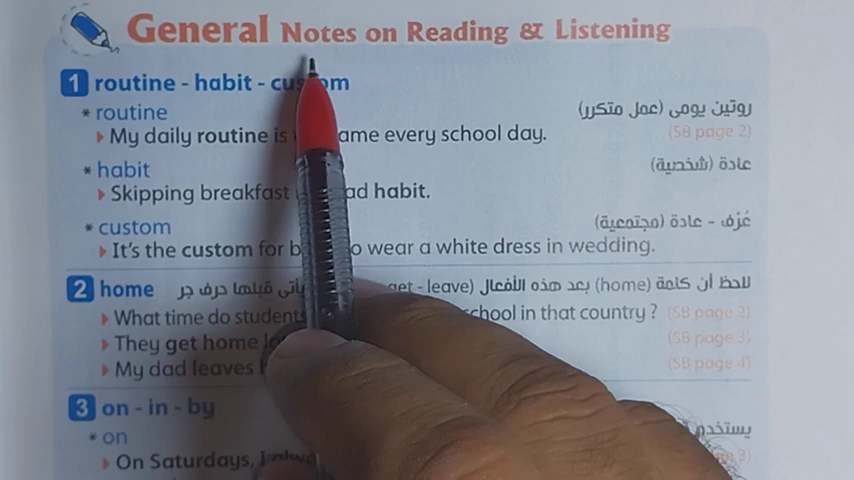 General Notes on Reading & Listening
1 routine - habit - custom
* routine روتين يومى (عمل متكرر)
My daily routine is ame every school day. (SB page 2)
* habit عادة (شخصية)
Skipping breakfast ad habit.
* custom عُرف - عادة (مجتمعية)
It's the custom for b o wear a white dress in wedding.
2 home للحظ أن كلمة (home) بعد هذه الأفعال (get - leave) يأتى قبلها حرف جر
What time do students school in that country ? (SB page 2)
They get home (SB page 3)
My dad leaves (SB page 4)
3 on - in - by
* on يستخدم
On Saturdays, I